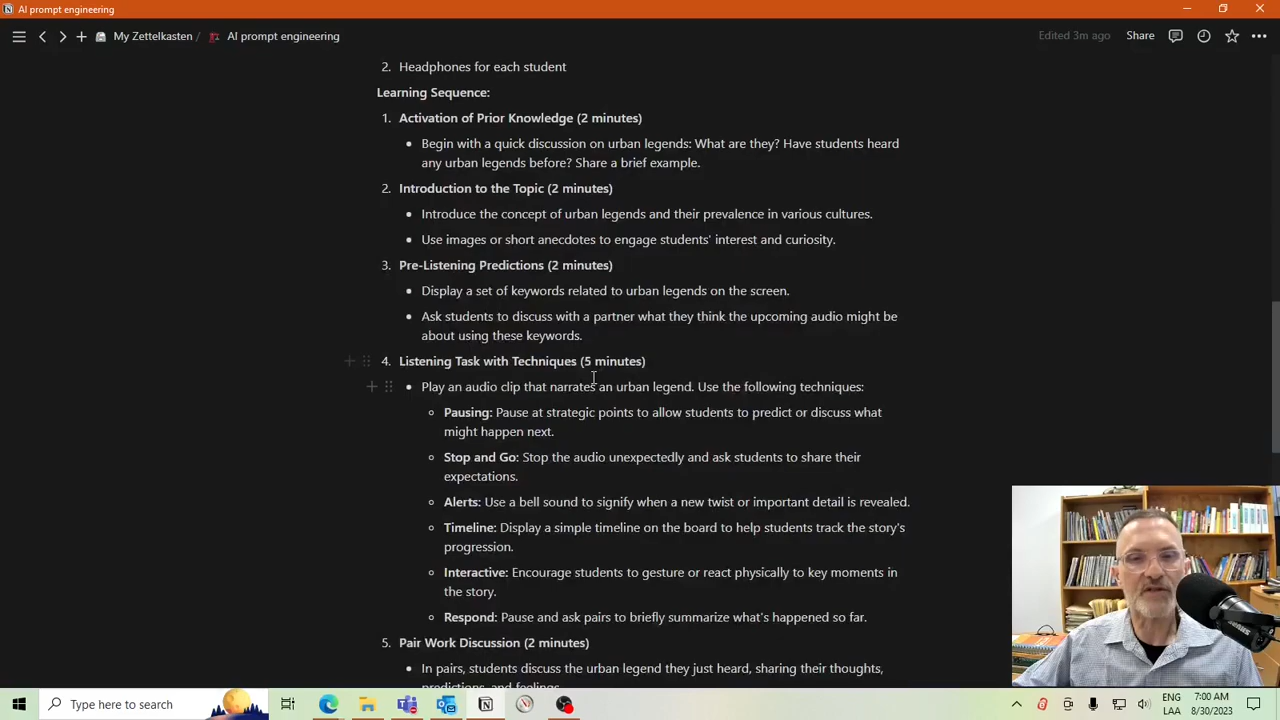 AI prompt engineering
My Zettelkasten / AI prompt engineering
Edited 3m ago Share
2. Headphones for each student
Learning Sequence:
1. Activation of Prior Knowledge (2 minutes)
• Begin with a quick discussion on urban legends: What are they? Have students heard
any urban legends before? Share a brief example.
2. Introduction to the Topic (2 minutes)
• Introduce the concept of urban legends and their prevalence in various cultures.
• Use images or short anecdotes to engage students' interest and curiosity.
3. Pre-Listening Predictions (2 minutes)
• Display a set of keywords related to urban legends on the screen.
• Ask students to discuss with a partner what they think the upcoming audio might be
about using these keywords.
4. Listening Task with Techniques (5 minutes)
• Play an audio clip that narrates an urban legend. Use the following techniques:
◦ Pausing: Pause at strategic points to allow students to predict or discuss what
might happen next.
◦ Stop and Go: Stop the audio unexpectedly and ask students to share their
expectations.
◦ Alerts: Use a bell sound to signify when a new twist or important detail is revealed.
◦ Timeline: Display a simple timeline on the board to help students track the story's
progression.
◦ Interactive: Encourage students to gesture or react physically to key moments in
the story.
◦ Respond: Pause and ask pairs to briefly summarize what's happened so far.
5. Pair Work Discussion (2 minutes)
• In pairs, students discuss the urban legend they just heard, sharing their thoughts,
predictions, and feelings.
Type here to search
ENG
LAA
7:00 AM
8/30/2023